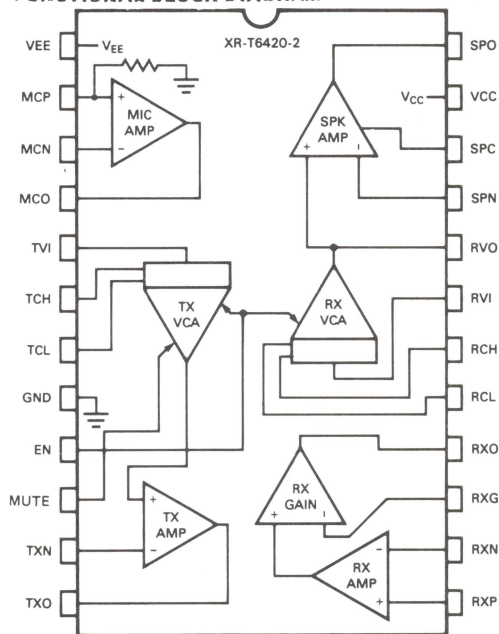 FUNCTIONAL BLOCK DIAGRAM
XR-T6420-2
VEE
VEE
MCP
MCN
MCO
TVI
TCH
TCL
GND
EN
MUTE
TXN
TXO
+
MIC
AMP
−
TX
VCA
+
TX
AMP
−
SPK
AMP
+ −
RX
VCA
RX
GAIN
+ −
−
RX
AMP
+
SPO
VCC
VCC
SPC
SPN
RVO
RVI
RCH
RCL
RXO
RXG
RXN
RXP